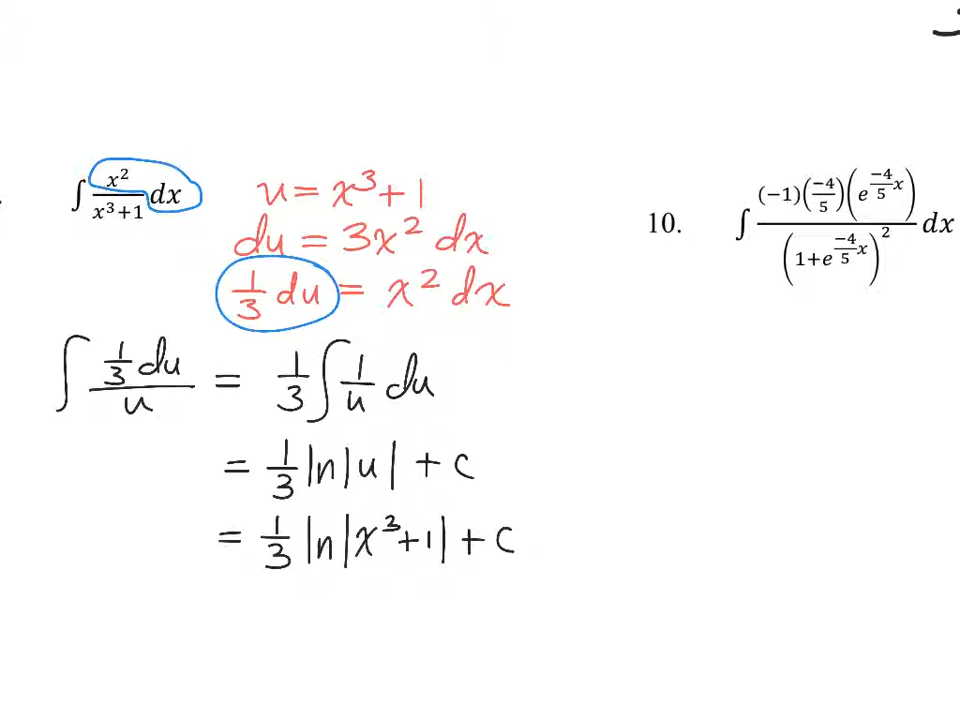 ∫ x²/(x³+1) dx
u = x³ + 1
du = 3x² dx
1/3 du = x² dx
∫ (1/3 du)/u = 1/3 ∫ 1/u du
= 1/3 ln|u| + c
= 1/3 ln|x³+1| + c
10. ∫ (-1)(-4/5)(e^(-4/5 x))/(1+e^(-4/5 x))² dx